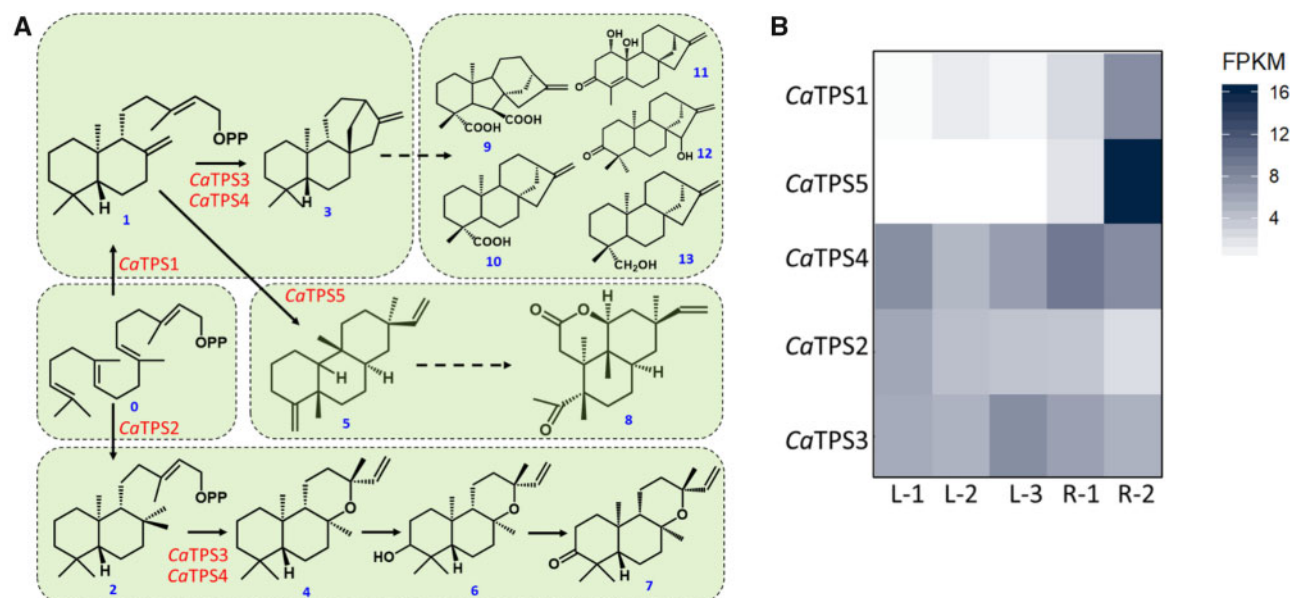 A
OPP
H
1
CaTPS3
CaTPS4
3
H
CaTPS1
COOH
COOH
9
OH
OH
O
11
O
OH
12
COOH
10
CH2OH
13
OPP
0
CaTPS2
CaTPS5
H
H
5
O
O
H
O
8
OPP
H
2
CaTPS3
CaTPS4
O
H
4
O
HO
H
6
O
O
H
7
B
CaTPS1
CaTPS5
CaTPS4
CaTPS2
CaTPS3
L-1 L-2 L-3 R-1 R-2
FPKM
16
12
8
4